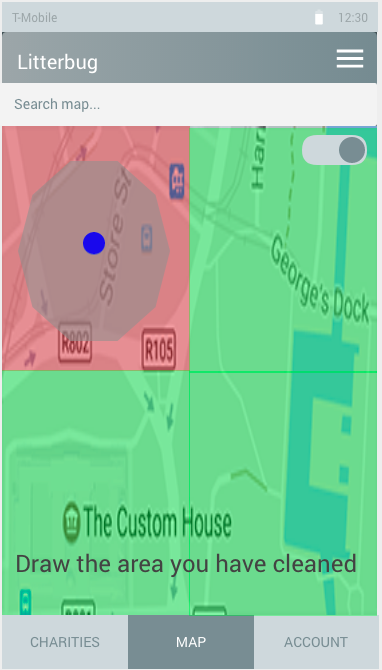 T-Mobile 12:30
Litterbug
Search map...
Store St
George's Dock
R802
R105
The Custom House
Draw the area you have cleaned
CHARITIES MAP ACCOUNT